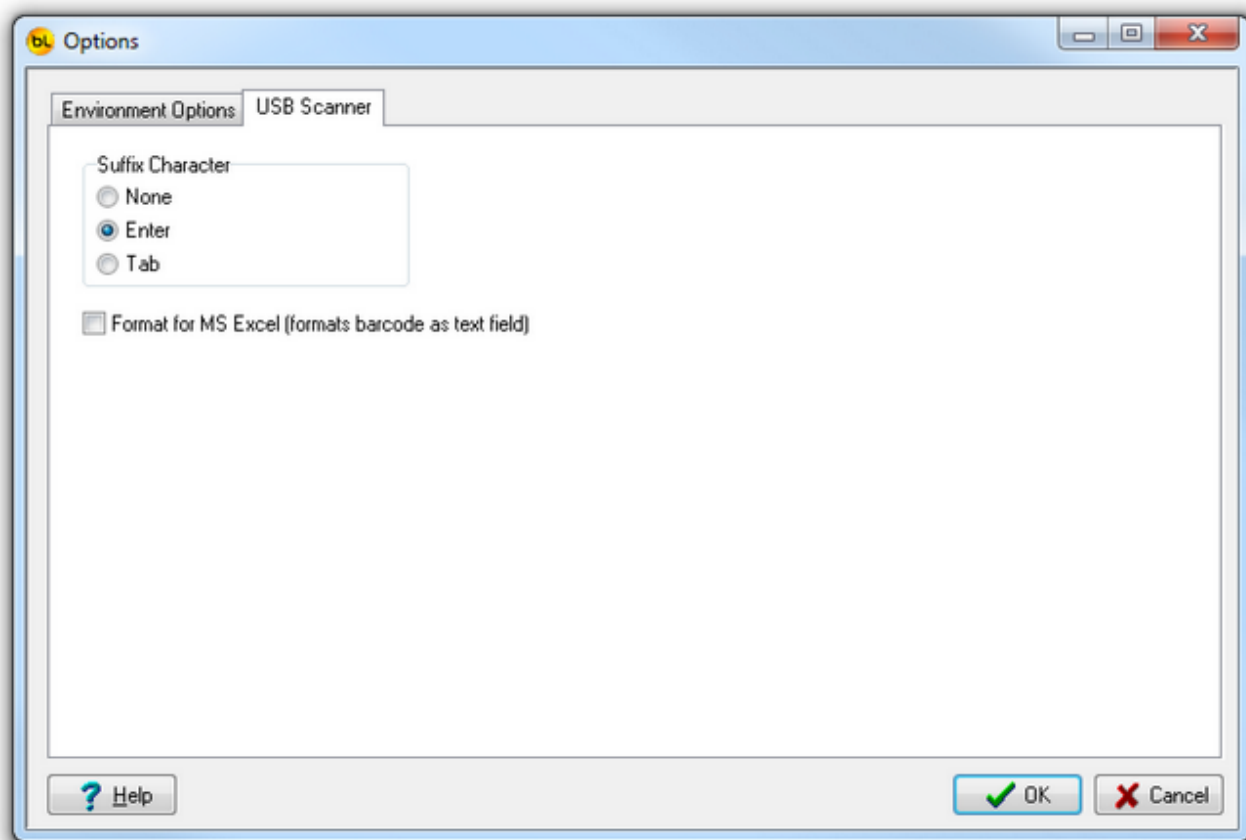 bL Options
Environment Options USB Scanner
Suffix Character
None
Enter
Tab
Format for MS Excel (formats barcode as text field)
? Help OK Cancel